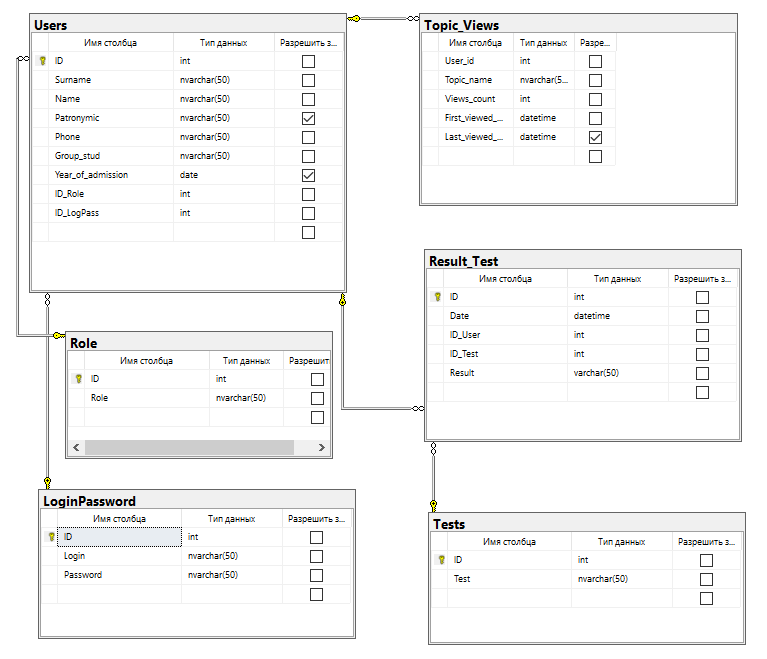 Users
Имя столбца Тип данных Разрешить з...
ID int
Surname nvarchar(50)
Name nvarchar(50)
Patronymic nvarchar(50)
Phone nvarchar(50)
Group_stud nvarchar(50)
Year_of_admission date
ID_Role int
ID_LogPass int
Topic_Views
Имя столбца Тип данных Разре...
User_id int
Topic_name nvarchar(5...
Views_count int
First_viewed_... datetime
Last_viewed_... datetime
Result_Test
Имя столбца Тип данных Разрешить з...
ID int
Date datetime
ID_User int
ID_Test int
Result varchar(50)
Role
Имя столбца Тип данных Разрешит
ID int
Role nvarchar(50)
LoginPassword
Имя столбца Тип данных Разрешить з...
ID int
Login nvarchar(50)
Password nvarchar(50)
Tests
Имя столбца Тип данных Разрешить з...
ID int
Test nvarchar(50)